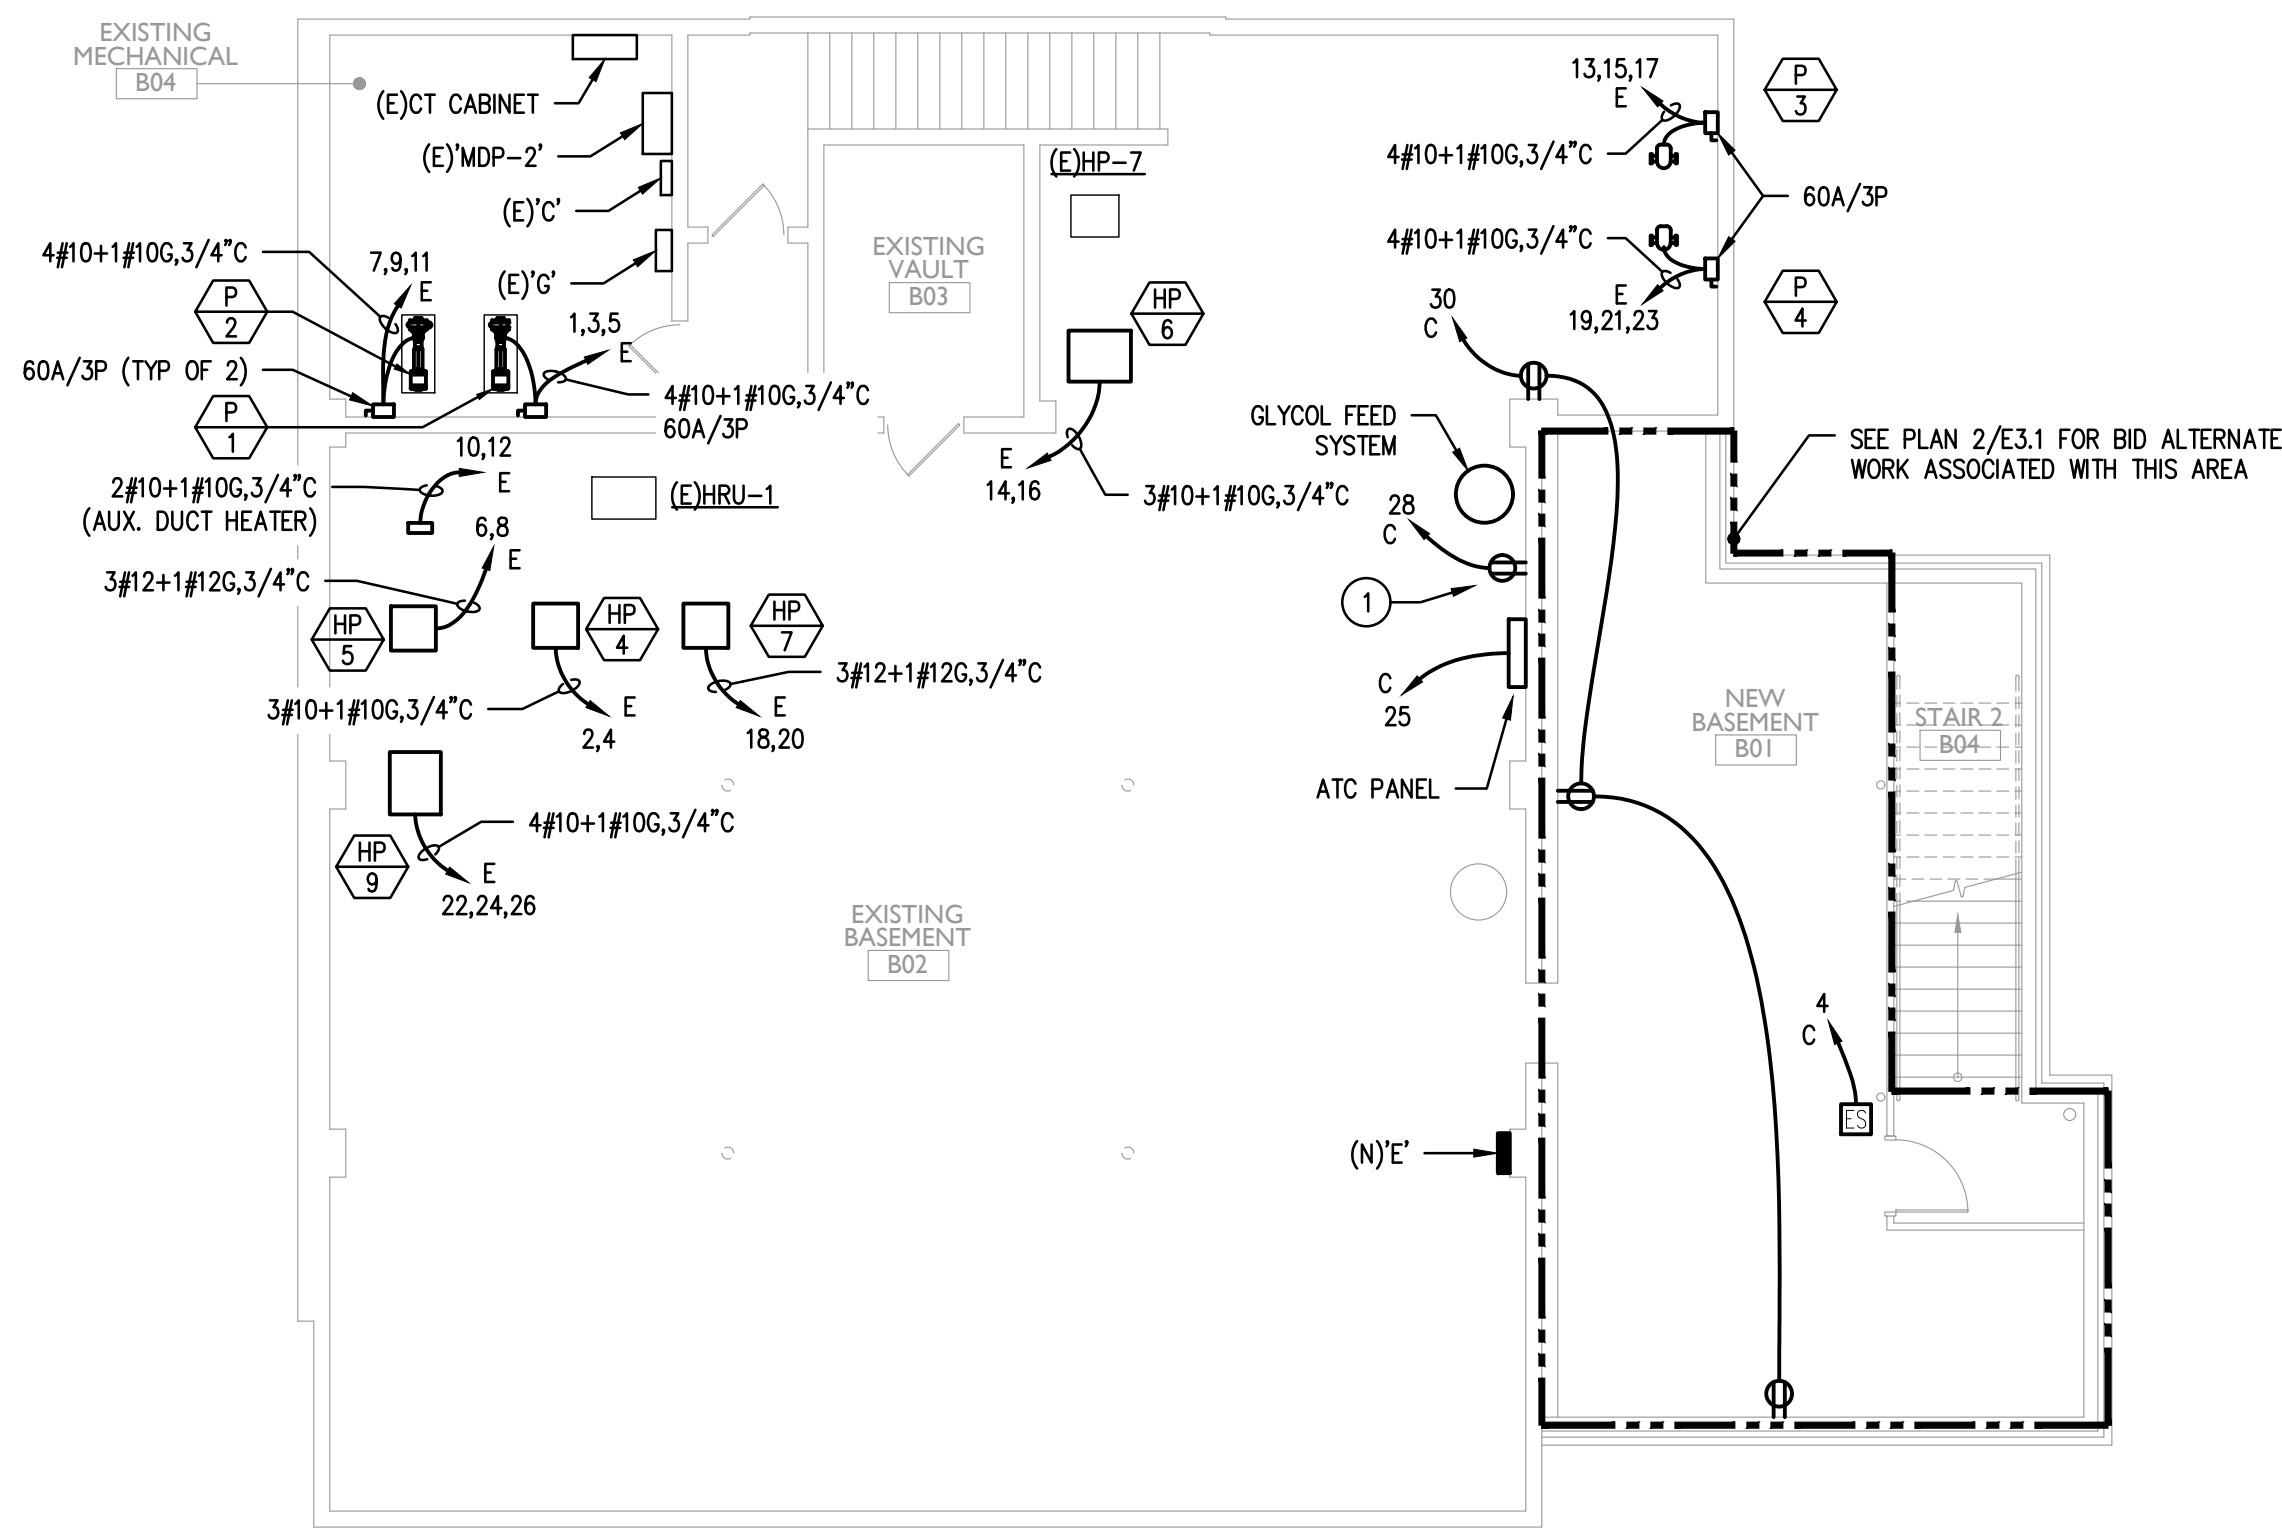 EXISTING
MECHANICAL
B04
(E)CT CABINET
(E)'MDP-2'
(E)'C'
(E)'G'
4#10+1#10G,3/4"C
7,9,11
E
P
2
1,3,5
E
60A/3P (TYP OF 2)
4#10+1#10G,3/4"C
60A/3P
P
1
10,12
E
2#10+1#10G,3/4"C
(AUX. DUCT HEATER)
(E)HRU-1
6,8
E
3#12+1#12G,3/4"C
HP
5
HP
4
HP
7
3#12+1#12G,3/4"C
3#10+1#10G,3/4"C
E
2,4
E
18,20
4#10+1#10G,3/4"C
HP
9
E
22,24,26
EXISTING
VAULT
B03
(E)HP-7
HP
6
E
14,16
3#10+1#10G,3/4"C
EXISTING
BASEMENT
B02
13,15,17
E
P
3
4#10+1#10G,3/4"C
60A/3P
4#10+1#10G,3/4"C
E
19,21,23
P
4
30
C
GLYCOL FEED
SYSTEM
SEE PLAN 2/E3.1 FOR BID ALTERNATE
WORK ASSOCIATED WITH THIS AREA
28
C
1
C
25
ATC PANEL
NEW
BASEMENT
B01
STAIR 2
B04
4
C
ES
(N)'E'